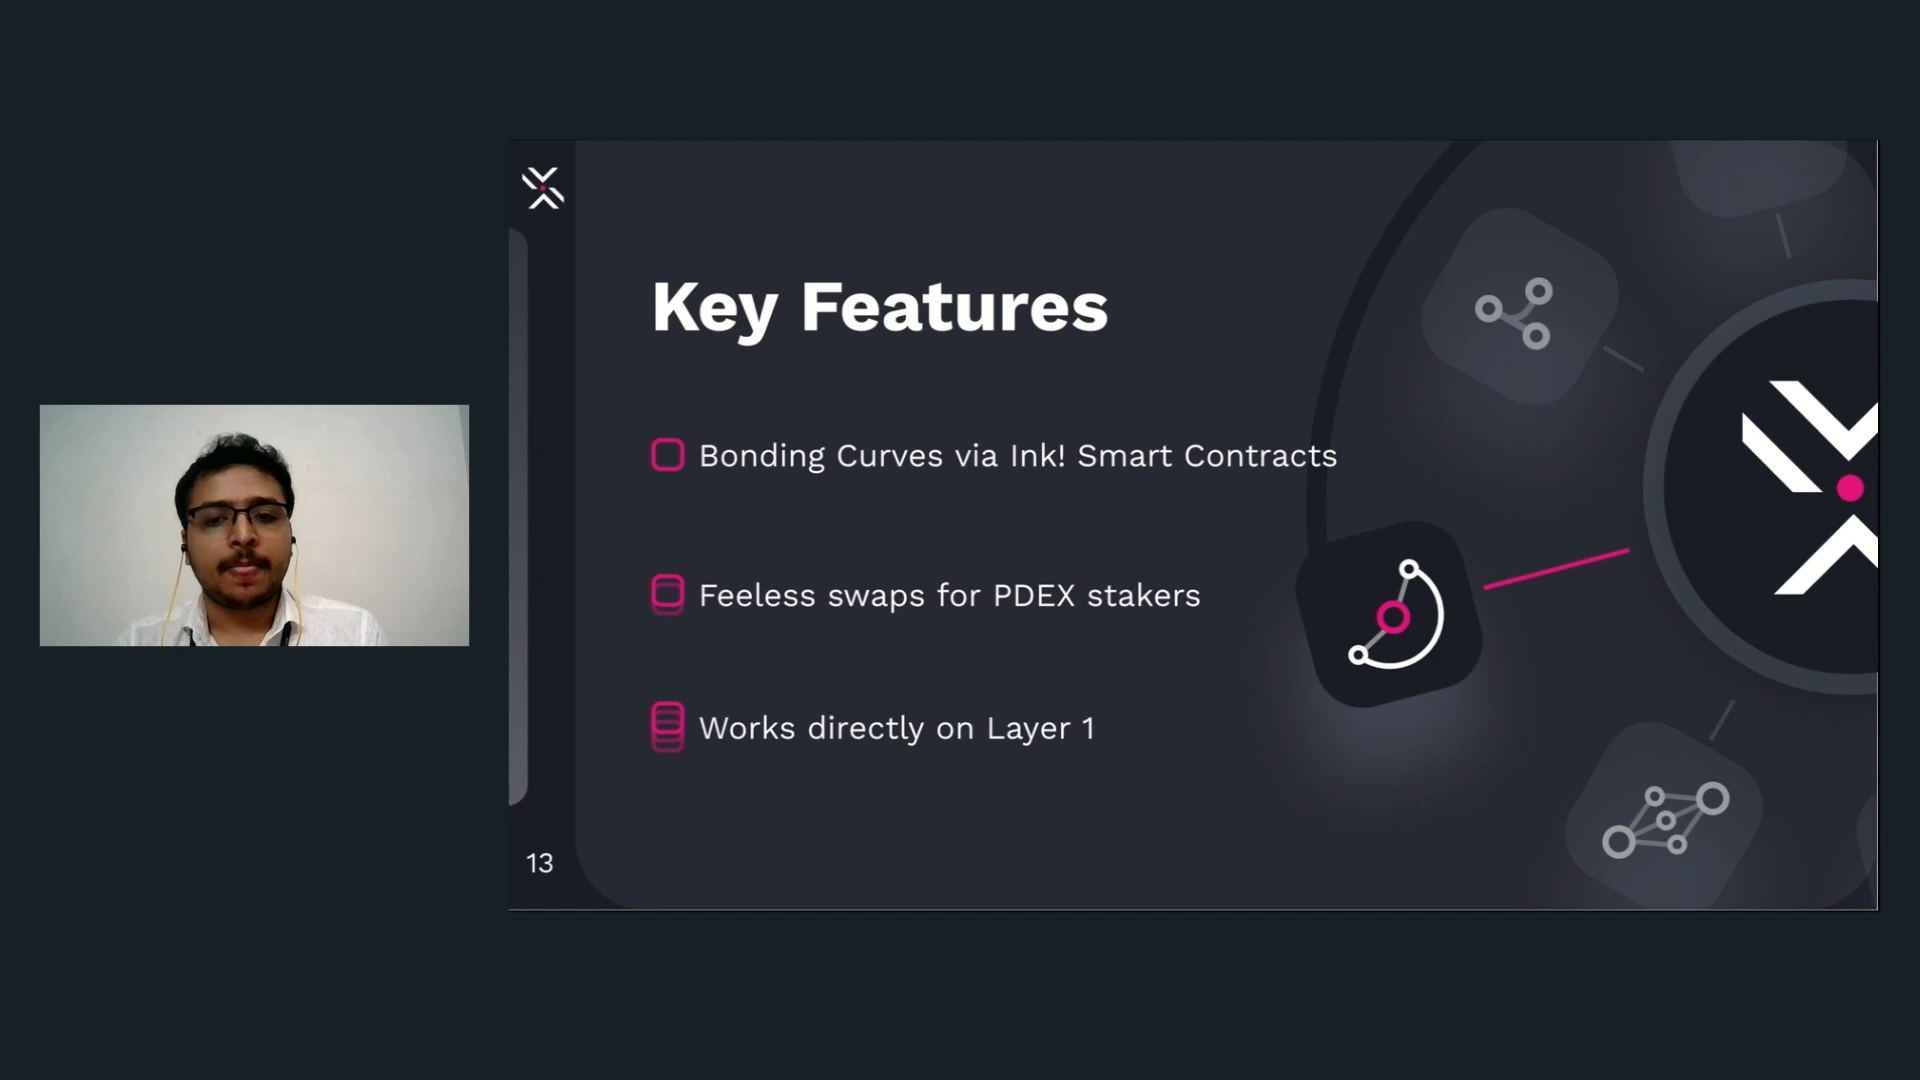 Key Features
Bonding Curves via Ink! Smart Contracts
Feeless swaps for PDEX stakers
Works directly on Layer 1
13